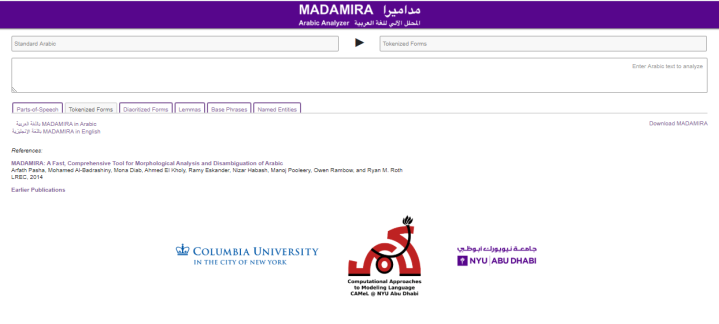 MADAMIRA مداميرا
Arabic Analyzer المحلل الآلي للغة العربية
Standard Arabic
Tokenized Forms
Enter Arabic text to analyze
Parts-of-Speech
Tokenized Forms
Diacritized Forms
Lemmas
Base Phrases
Named Entities
MADAMIRA in Arabic باللغة العربية
Download MADAMIRA
MADAMIRA in English باللغة الإنجليزية
References:
MADAMIRA: A Fast, Comprehensive Tool for Morphological Analysis and Disambiguation of Arabic
Arfath Pasha, Mohamed Al-Badrashiny, Mona Diab, Ahmed El Kholy, Ramy Eskander, Nizar Habash, Manoj Pooleery, Owen Rambow, and Ryan M. Roth
LREC, 2014
Earlier Publications
COLUMBIA UNIVERSITY
IN THE CITY OF NEW YORK
Computational Approaches
to Modeling Language
CAMeL @ NYU Abu Dhabi
جامعة نيويورك ابوظبي
NYU ABU DHABI